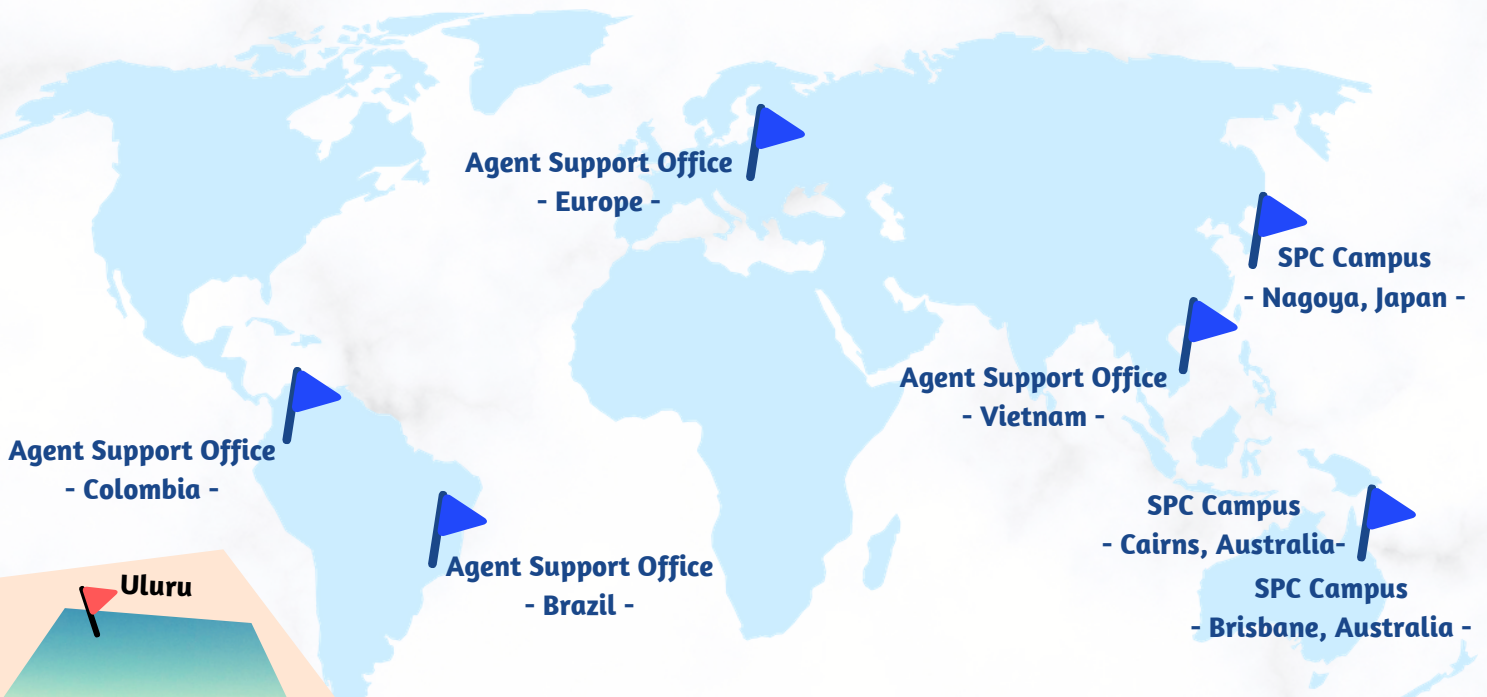 Agent Support Office
- Europe -
SPC Campus
- Nagoya, Japan -
Agent Support Office
- Vietnam -
Agent Support Office
- Colombia -
SPC Campus
- Cairns, Australia-
Agent Support Office
- Brazil -
SPC Campus
- Brisbane, Australia -
Uluru